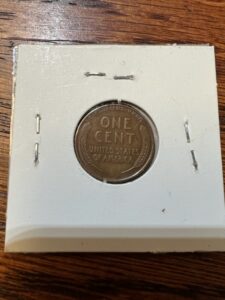 ONE
CENT
UNITED STATES
OF AMERICA